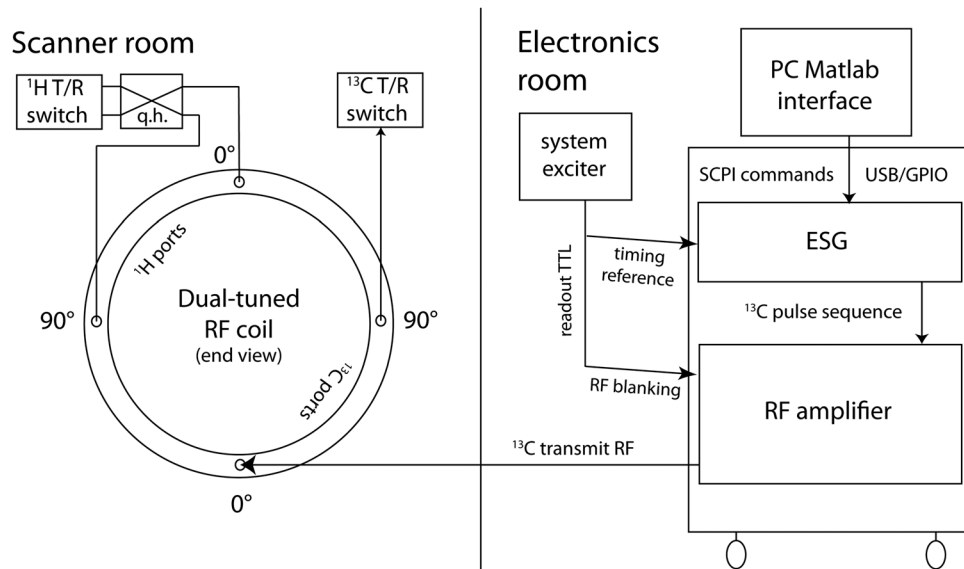 Scanner room
¹H T/R
switch
q.h.
¹³C T/R
switch
0°
¹H ports
90°
Dual-tuned
RF coil
(end view)
90°
¹³C ports
0°
Electronics
room
PC Matlab
interface
system
exciter
SCPI commands
USB/GPIO
ESG
timing
reference
readout TTL
¹³C pulse sequence
RF blanking
RF amplifier
¹³C transmit RF